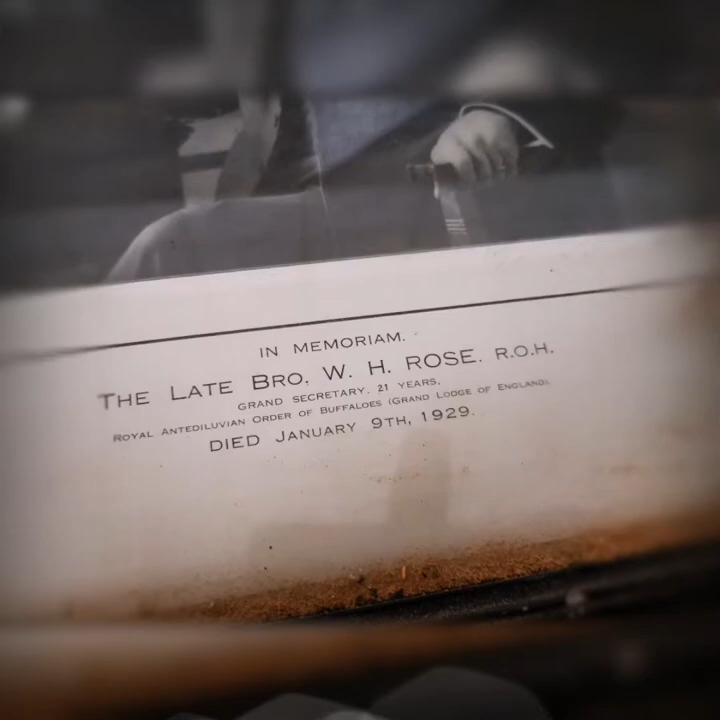 IN MEMORIAM.
THE LATE BRO. W. H. ROSE. R.O.H.
GRAND SECRETARY. 21 YEARS,
ROYAL ANTEDILUVIAN ORDER OF BUFFALOES (GRAND LODGE OF ENGLAND).
DIED JANUARY 9TH, 1929.